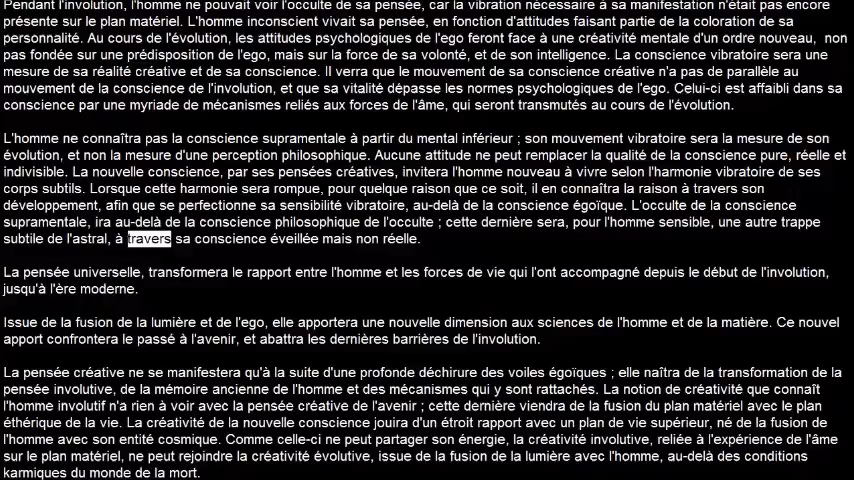 Pendant l'involution, l'homme ne pouvait voir l'occulte de sa pensée, car la vibration nécessaire à sa manifestation n'était pas encore
présente sur le plan matériel. L'homme inconscient vivait sa pensée, en fonction d'attitudes faisant partie de la coloration de sa
personnalité. Au cours de l'évolution, les attitudes psychologiques de l'ego feront face à une créativité mentale d'un ordre nouveau,  non
pas fondée sur une prédisposition de l'ego, mais sur la force de sa volonté, et de son intelligence. La conscience vibratoire sera une
mesure de sa réalité créative et de sa conscience. Il verra que le mouvement de sa conscience créative n'a pas de parallèle au
mouvement de la conscience de l'involution, et que sa vitalité dépasse les normes psychologiques de l'ego. Celui-ci est affaibli dans sa
conscience par une myriade de mécanismes reliés aux forces de l'âme, qui seront transmutés au cours de l'évolution.

L'homme ne connaîtra pas la conscience supramentale à partir du mental inférieur ; son mouvement vibratoire sera la mesure de son
évolution, et non la mesure d'une perception philosophique. Aucune attitude ne peut remplacer la qualité de la conscience pure, réelle et
indivisible. La nouvelle conscience, par ses pensées créatives, invitera l'homme nouveau à vivre selon l'harmonie vibratoire de ses
corps subtils. Lorsque cette harmonie sera rompue, pour quelque raison que ce soit, il en connaîtra la raison à travers son
développement, afin que se perfectionne sa sensibilité vibratoire, au-delà de la conscience égoïque. L'occulte de la conscience
supramentale, ira au-delà de la conscience philosophique de l'occulte ; cette dernière sera, pour l'homme sensible, une autre trappe
subtile de l'astral, à travers sa conscience éveillée mais non réelle.

La pensée universelle, transformera le rapport entre l'homme et les forces de vie qui l'ont accompagné depuis le début de l'involution,
jusqu'à l'ère moderne.

Issue de la fusion de la lumière et de l'ego, elle apportera une nouvelle dimension aux sciences de l'homme et de la matière. Ce nouvel
apport confrontera le passé à l'avenir, et abattra les dernières barrières de l'involution.

La pensée créative ne se manifestera qu'à la suite d'une profonde déchirure des voiles égoïques ; elle naîtra de la transformation de la
pensée involutive, de la mémoire ancienne de l'homme et des mécanismes qui y sont rattachés. La notion de créativité que connaît
l'homme involutif n'a rien à voir avec la pensée créative de l'avenir ; cette dernière viendra de la fusion du plan matériel avec le plan
éthérique de la vie. La créativité de la nouvelle conscience jouira d'un étroit rapport avec un plan de vie supérieur, né de la fusion de
l'homme avec son entité cosmique. Comme celle-ci ne peut partager son énergie, la créativité involutive, reliée à l'expérience de l'âme
sur le plan matériel, ne peut rejoindre la créativité évolutive, issue de la fusion de la lumière avec l'homme, au-delà des conditions
karmiques du monde de la mort.